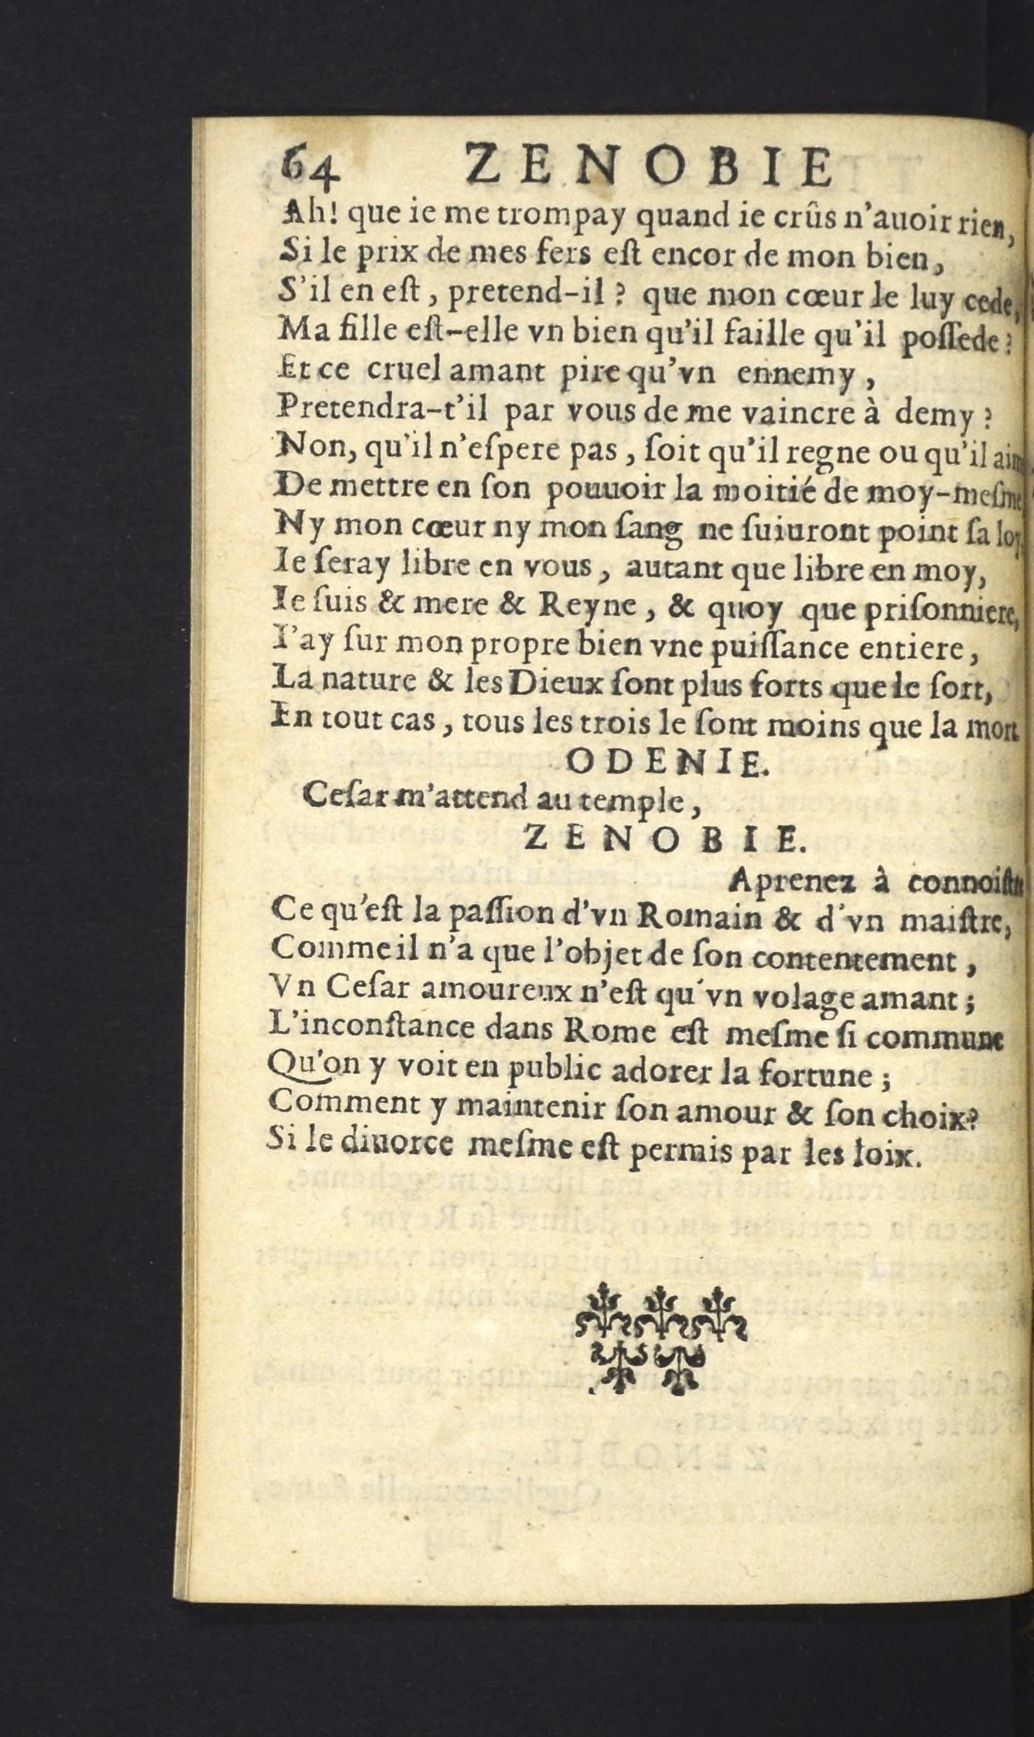 64 ZENOBIE
Ah! que ie me trompay quand ie crûs n'auoir rien,
Si le prix de mes fers eſt encor de mon bien,
S'il en eſt, pretend-il? que mon cœur le luy cede,
Ma fille eſt-elle vn bien qu'il faille qu'il poſſede?
Et ce cruel amant pire qu'vn ennemy,
Pretendra-t'il par vous de me vaincre à demy?
Non, qu'il n'eſpere pas, ſoit qu'il regne ou qu'il
De mettre en ſon pouuoir la moitié de moy-meſme
Ny mon cœur ny mon ſang ne ſuiuront point ſa loy,
Ie ſeray libre en vous, autant que libre en moy,
Ie ſuis & mere & Reyne, & quoy que priſonniere,
I'ay ſur mon propre bien vne puiſſance entiere,
La nature & les Dieux ſont plus forts que le ſort,
En tout cas, tous les trois le ſont moins que la mort.
ODENIE.
Ceſar m'attend au temple,
ZENOBIE.
Aprenez à connoiſtre
Ce qu'eſt la paſſion d'vn Romain & d'vn maiſtre,
Comme il n'a que l'objet de ſon contentement,
Vn Ceſar amoureux n'eſt qu'vn volage amant;
L'inconſtance dans Rome eſt meſme ſi commune
Qu'on y voit en public adorer la fortune;
Comment y maintenir ſon amour & ſon choix?
Si le diuorce meſme eſt permis par les loix.